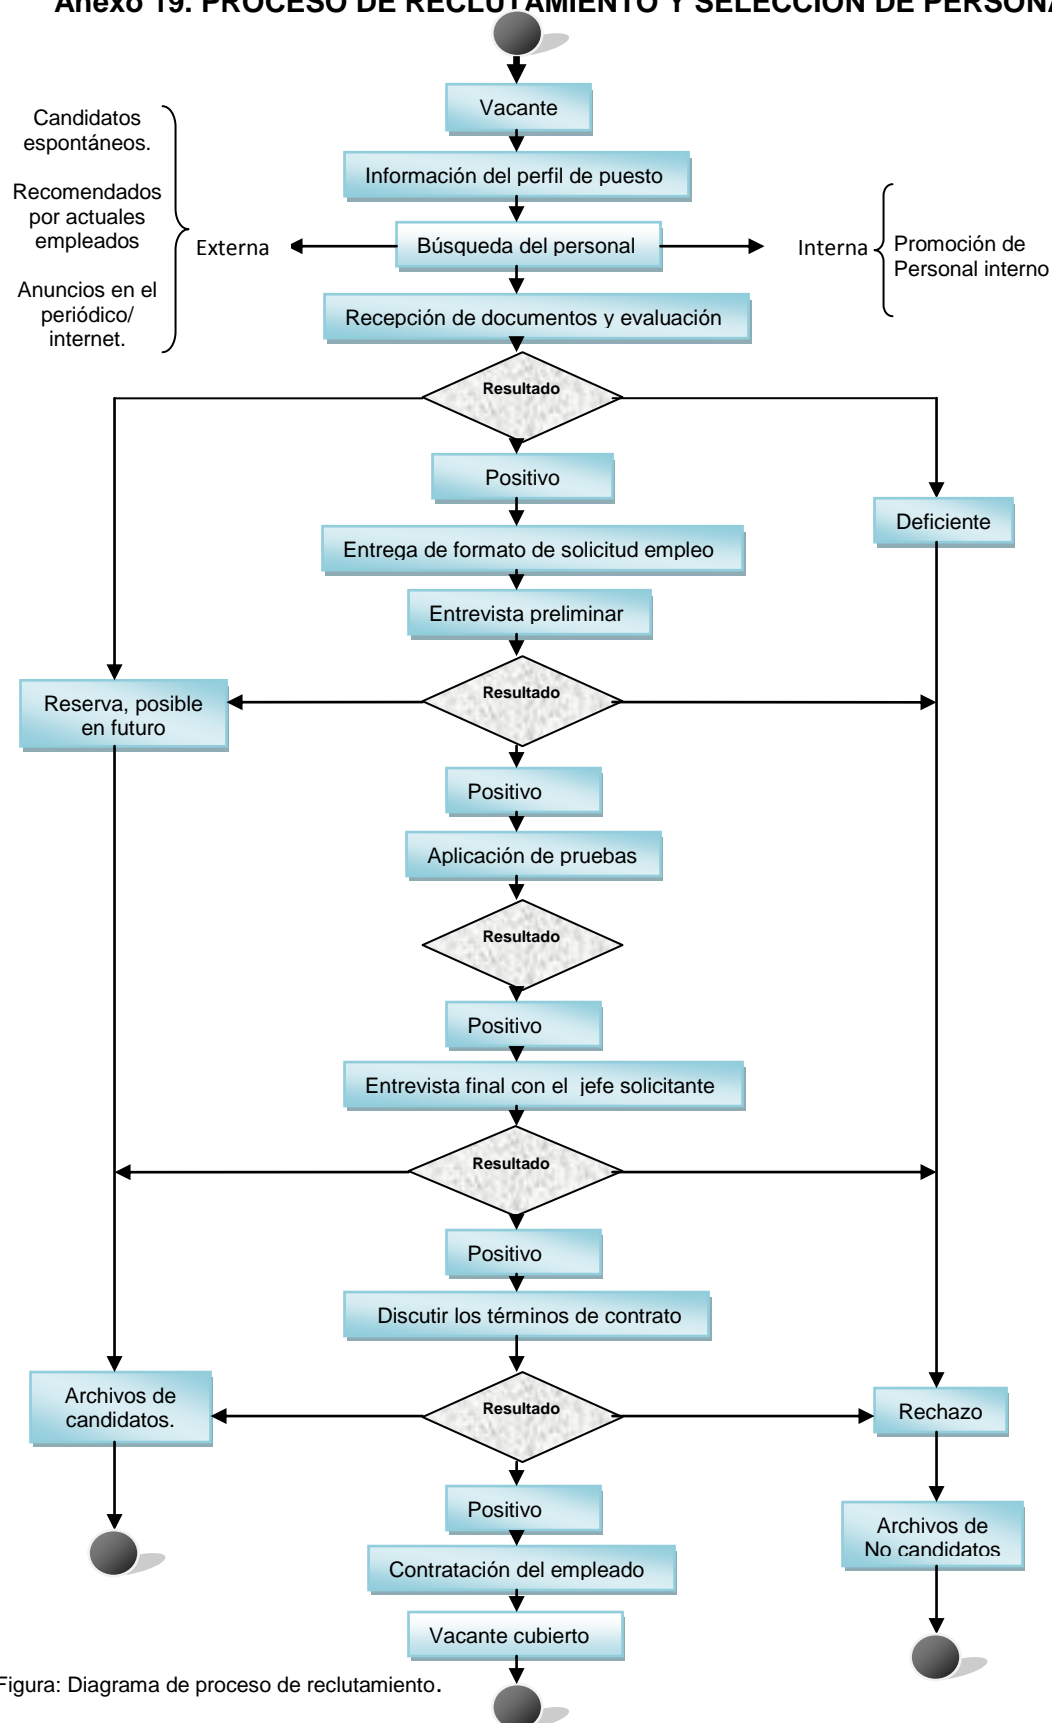 Anexo 19. PROCESO DE RECLUTAMIENTO Y SELECCIÓN DE PERSONA
Vacante
Candidatos
espontáneos.
Recomendados
por actuales
empleados
Anuncios en el
periódico/
internet.
Información del perfil de puesto
Externa
Búsqueda del personal
Interna
Promoción de
Personal interno
Recepción de documentos y evaluación
Resultado
Positivo
Deficiente
Entrega de formato de solicitud empleo
Entrevista preliminar
Resultado
Reserva, posible
en futuro
Positivo
Aplicación de pruebas
Resultado
Positivo
Entrevista final con el jefe solicitante
Resultado
Positivo
Discutir los términos de contrato
Archivos de
candidatos.
Resultado
Rechazo
Positivo
Archivos de
No candidatos
Contratación del empleado
Vacante cubierto
Figura: Diagrama de proceso de reclutamiento.